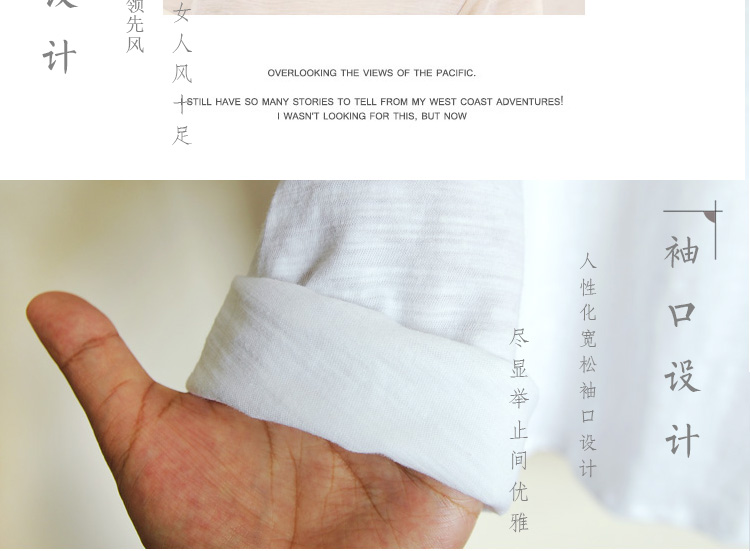 计
领先风
女人风十足
OVERLOOKING THE VIEWS OF THE PACIFIC.
STILL HAVE SO MANY STORIES TO TELL FROM MY WEST COAST ADVENTURES!
I WASN'T LOOKING FOR THIS, BUT NOW
袖口设计
人性化宽松袖口设计
尽显举止间优雅